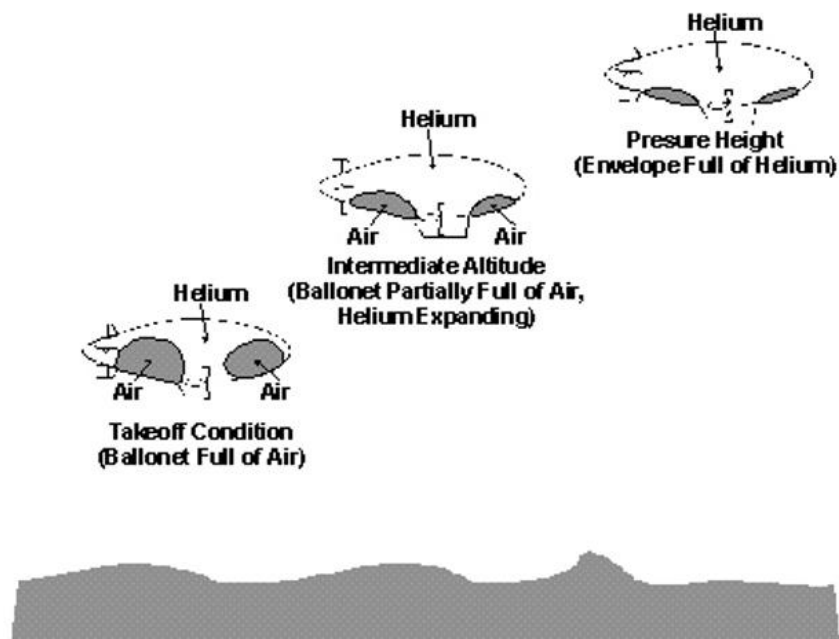 Helium
Presure Height
(Envelope Full of Helium)
Helium
Air
Air
Intermediate Altitude
(Ballonet Partially Full of Air,
Helium Expanding)
Helium
Air
Air
Takeoff Condition
(Ballonet Full of Air)